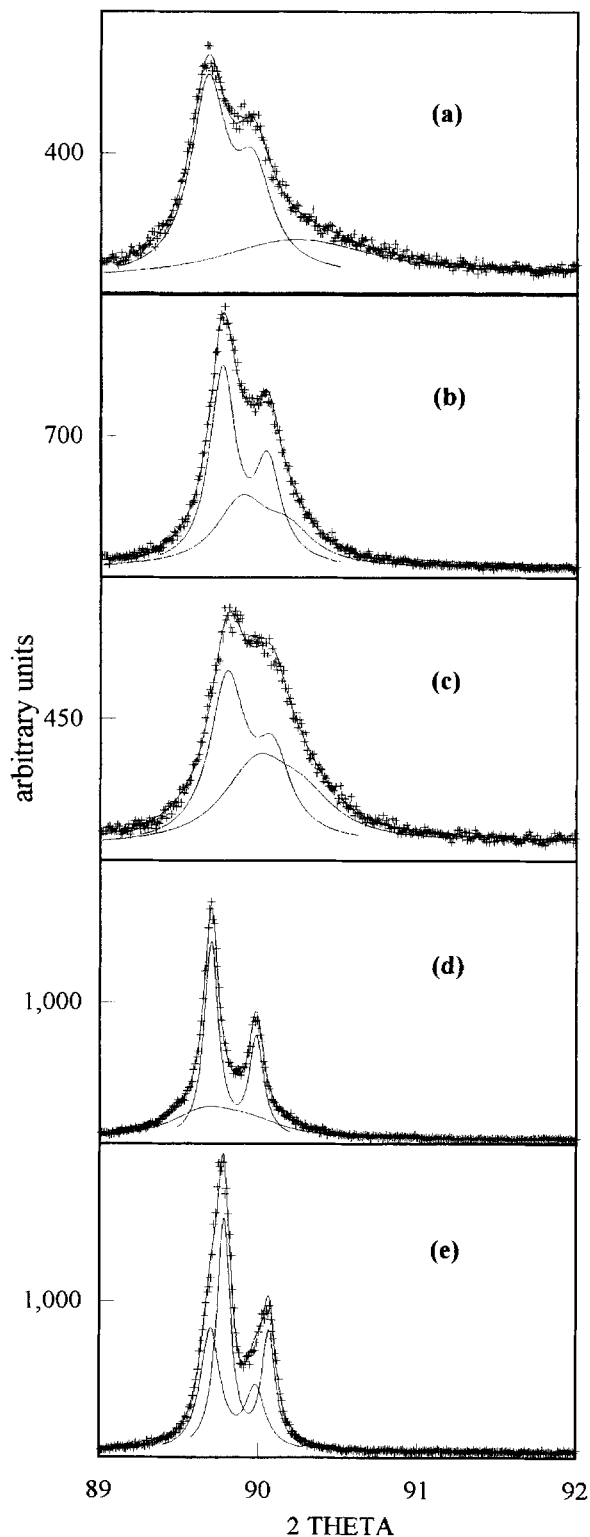 (a)
400
(b)
700
(c)
450
arbitrary units
(d)
1,000
(e)
1,000
89 90 91 92
2 THETA